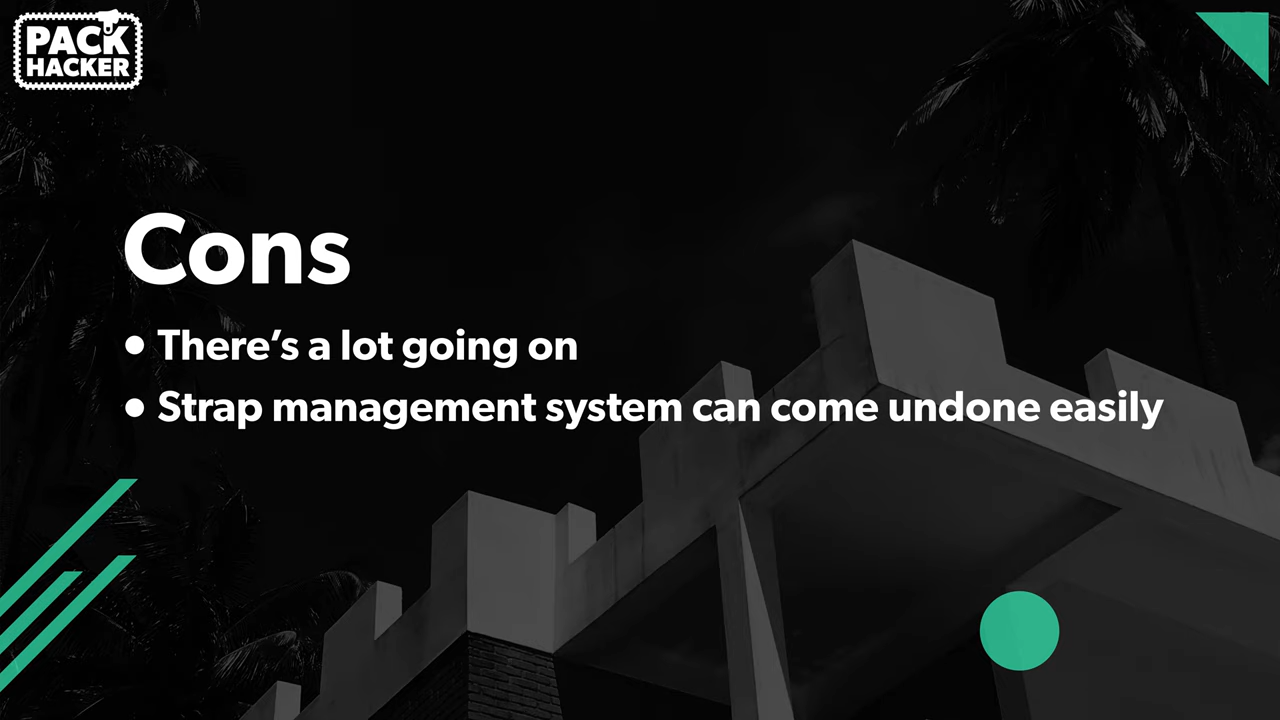 PACK
HACKER
Cons
• There's a lot going on
• Strap management system can come undone easily